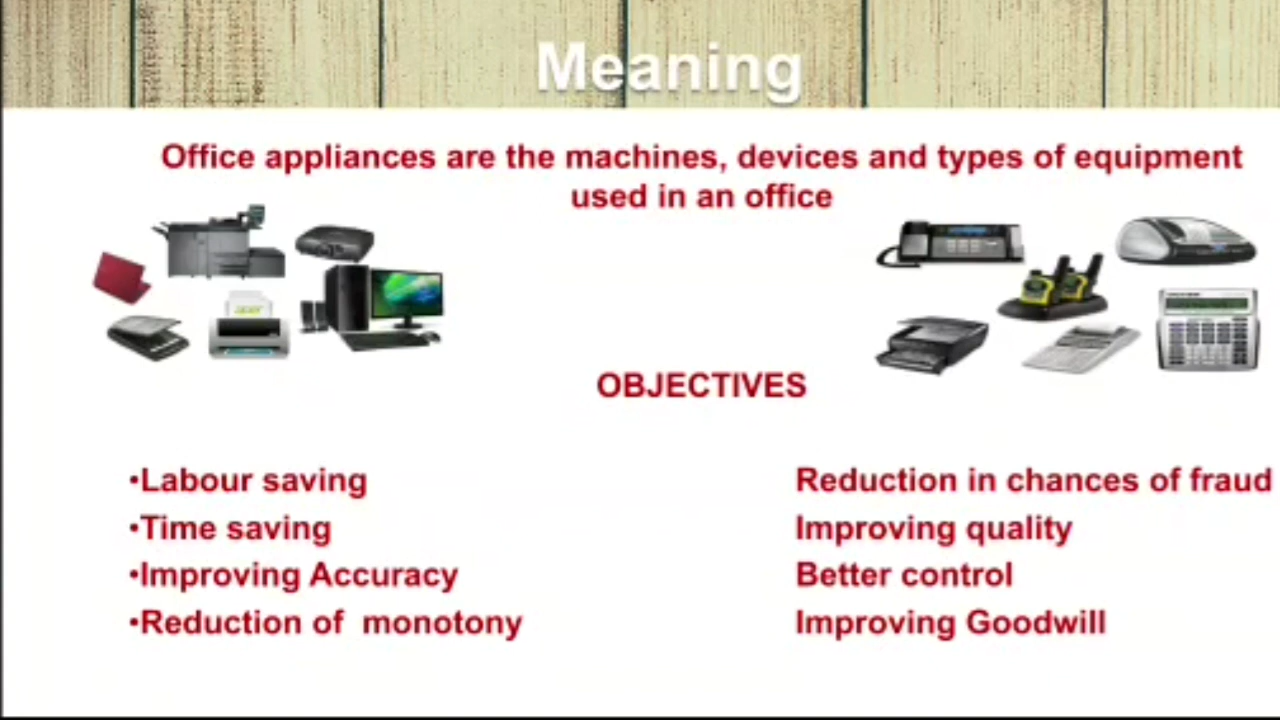 Meaning
Office appliances are the machines, devices and types of equipment
used in an office
OBJECTIVES
•Labour saving
•Time saving
•Improving Accuracy
•Reduction of monotony
Reduction in chances of fraud
Improving quality
Better control
Improving Goodwill